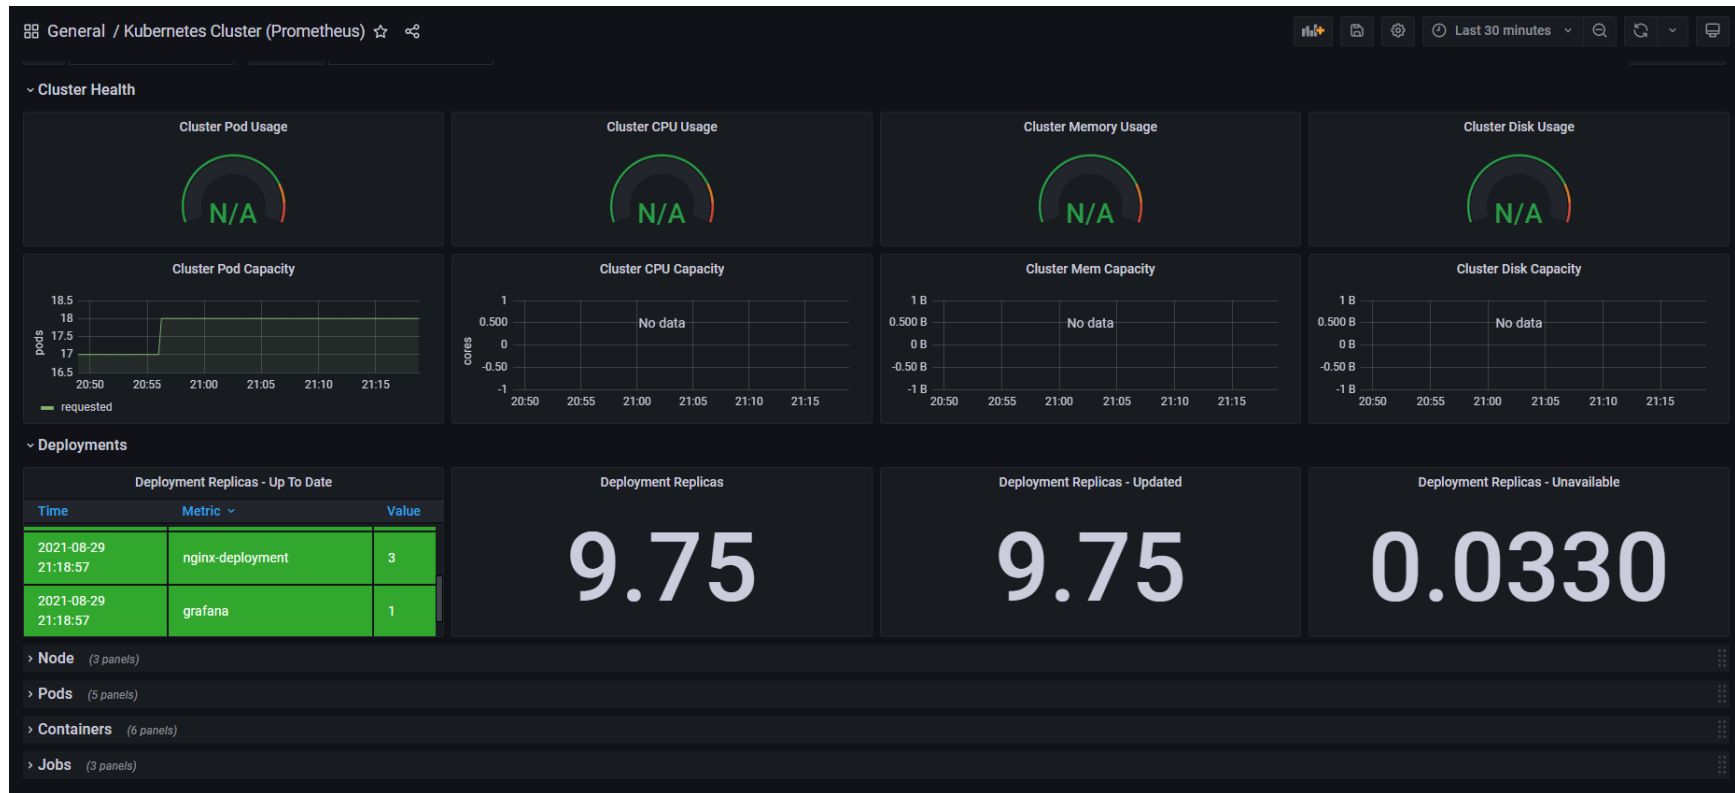 General / Kubernetes Cluster (Prometheus)
Last 30 minutes
Cluster Health
Cluster Pod Usage
N/A
Cluster CPU Usage
N/A
Cluster Memory Usage
N/A
Cluster Disk Usage
N/A
Cluster Pod Capacity
pods
18.5
18
17.5
17
16.5
20:50 20:55 21:00 21:05 21:10 21:15
requested
Cluster CPU Capacity
cores
1
0.500
0
-0.50
-1
No data
20:50 20:55 21:00 21:05 21:10 21:15
Cluster Mem Capacity
1 B
0.500 B
0 B
-0.50 B
-1 B
No data
20:50 20:55 21:00 21:05 21:10 21:15
Cluster Disk Capacity
1 B
0.500 B
0 B
-0.50 B
-1 B
No data
20:50 20:55 21:00 21:05 21:10 21:15
Deployments
Deployment Replicas - Up To Date
Time Metric Value
2021-08-29
21:18:57
nginx-deployment 3
2021-08-29
21:18:57
grafana 1
Deployment Replicas
9.75
Deployment Replicas - Updated
9.75
Deployment Replicas - Unavailable
0.0330
Node (3 panels)
Pods (5 panels)
Containers (6 panels)
Jobs (3 panels)